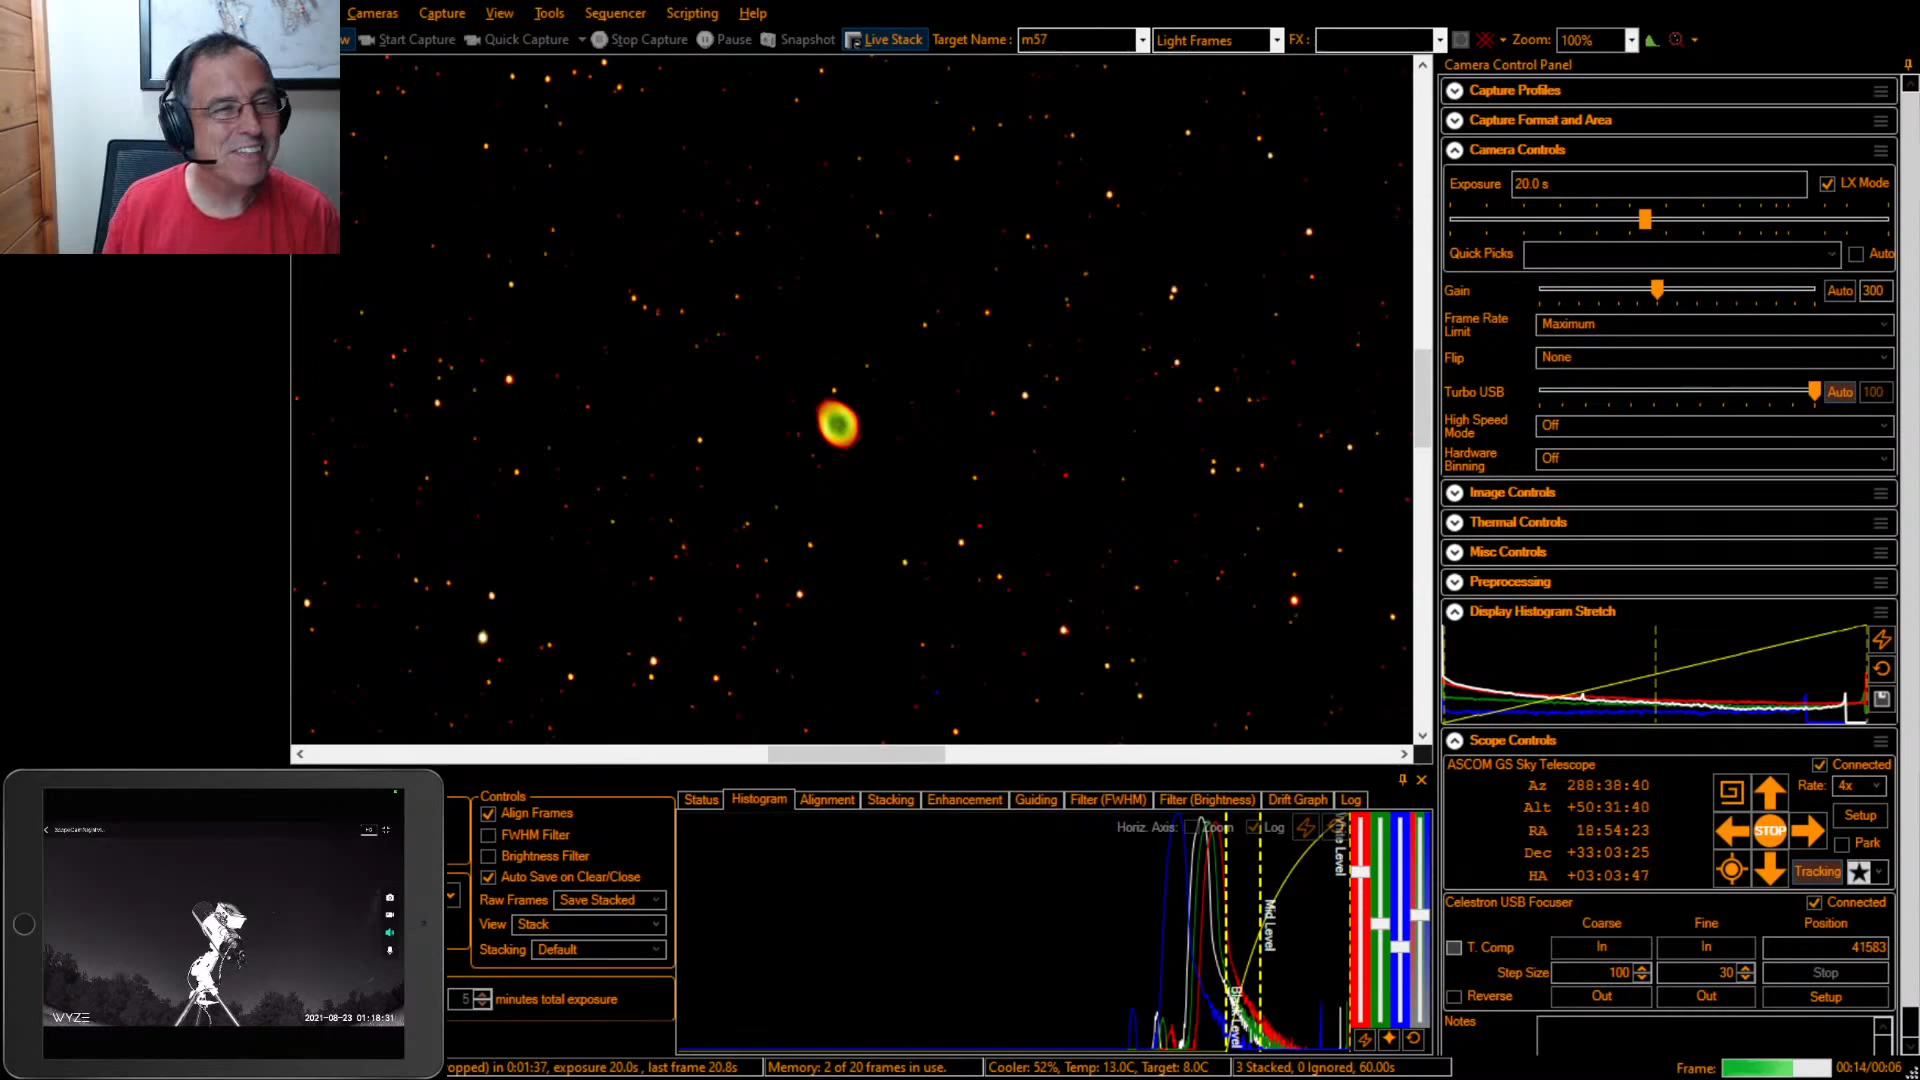 Cameras Capture View Tools Sequencer Scripting Help
w Start Capture Quick Capture Stop Capture Pause Snapshot Live Stack Target Name : m57 Light Frames FX : Zoom: 100%
Camera Control Panel
Capture Profiles
Capture Format and Area
Camera Controls
Exposure 20.0 s LX Mode
Quick Picks Auto
Gain Auto 300
Frame Rate
Limit Maximum
Flip None
Turbo USB Auto 100
High Speed
Mode Off
Hardware
Binning Off
Image Controls
Thermal Controls
Misc Controls
Preprocessing
Display Histogram Stretch
Scope Controls
ASCOM GS Sky Telescope Connected
Az 288:38:40 Rate: 4x
Alt +50:31:40 Setup
RA 18:54:23 STOP
Dec +33:03:25 Park
HA +03:03:47 Tracking
Celestron USB Focuser Connected
Coarse Fine Position
T. Comp In In 41583
Step Size 100 30 Stop
Reverse Out Out Setup
Notes
Controls
Align Frames
FWHM Filter
Brightness Filter
Auto Save on Clear/Close
Raw Frames Save Stacked
View Stack
Stacking Default
5 minutes total exposure
Status Histogram Alignment Stacking Enhancement Guiding Filter (FWHM) Filter (Brightness) Drift Graph Log
Horiz. Axis: Zoom Log
White Level
Mid Level
Black Level
WYZE 2021-08-23 01:18:31
opped) in 0:01:37, exposure 20.0s , last frame 20.8s Memory: 2 of 20 frames in use. Cooler: 52%, Temp: 13.0C, Target: 8.0C 3 Stacked, 0 Ignored, 60.00s Frame: 00:14/00:06